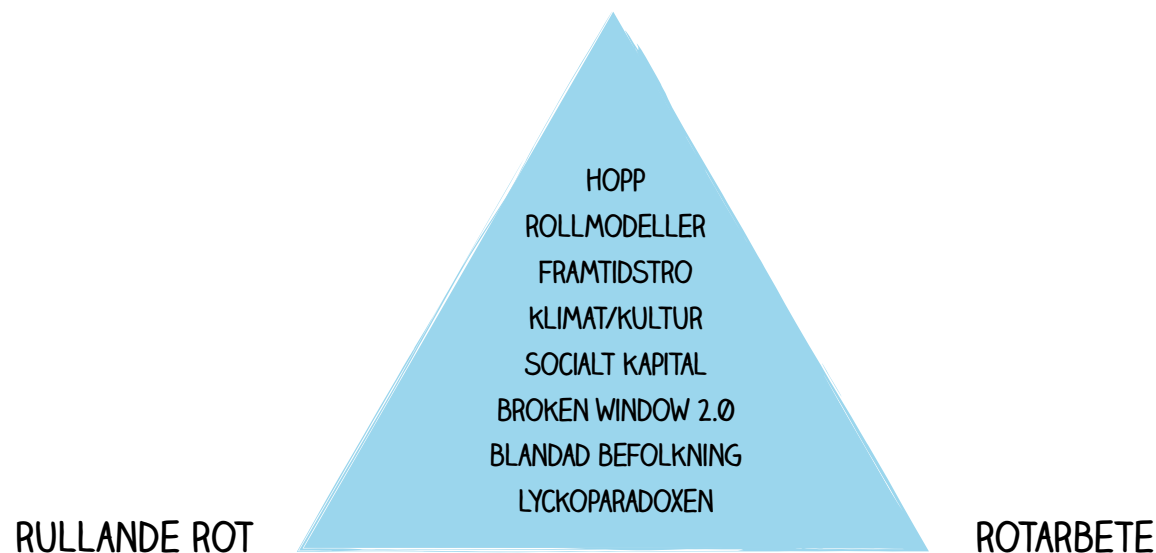 HOPP
ROLLMODELLER
FRAMTIDSTRO
KLIMAT/KULTUR
SOCIALT KAPITAL
BROKEN WINDOW 2.0
BLANDAD BEFOLKNING
LYCKOPARADOXEN
RULLANDE ROT
ROTARBETE